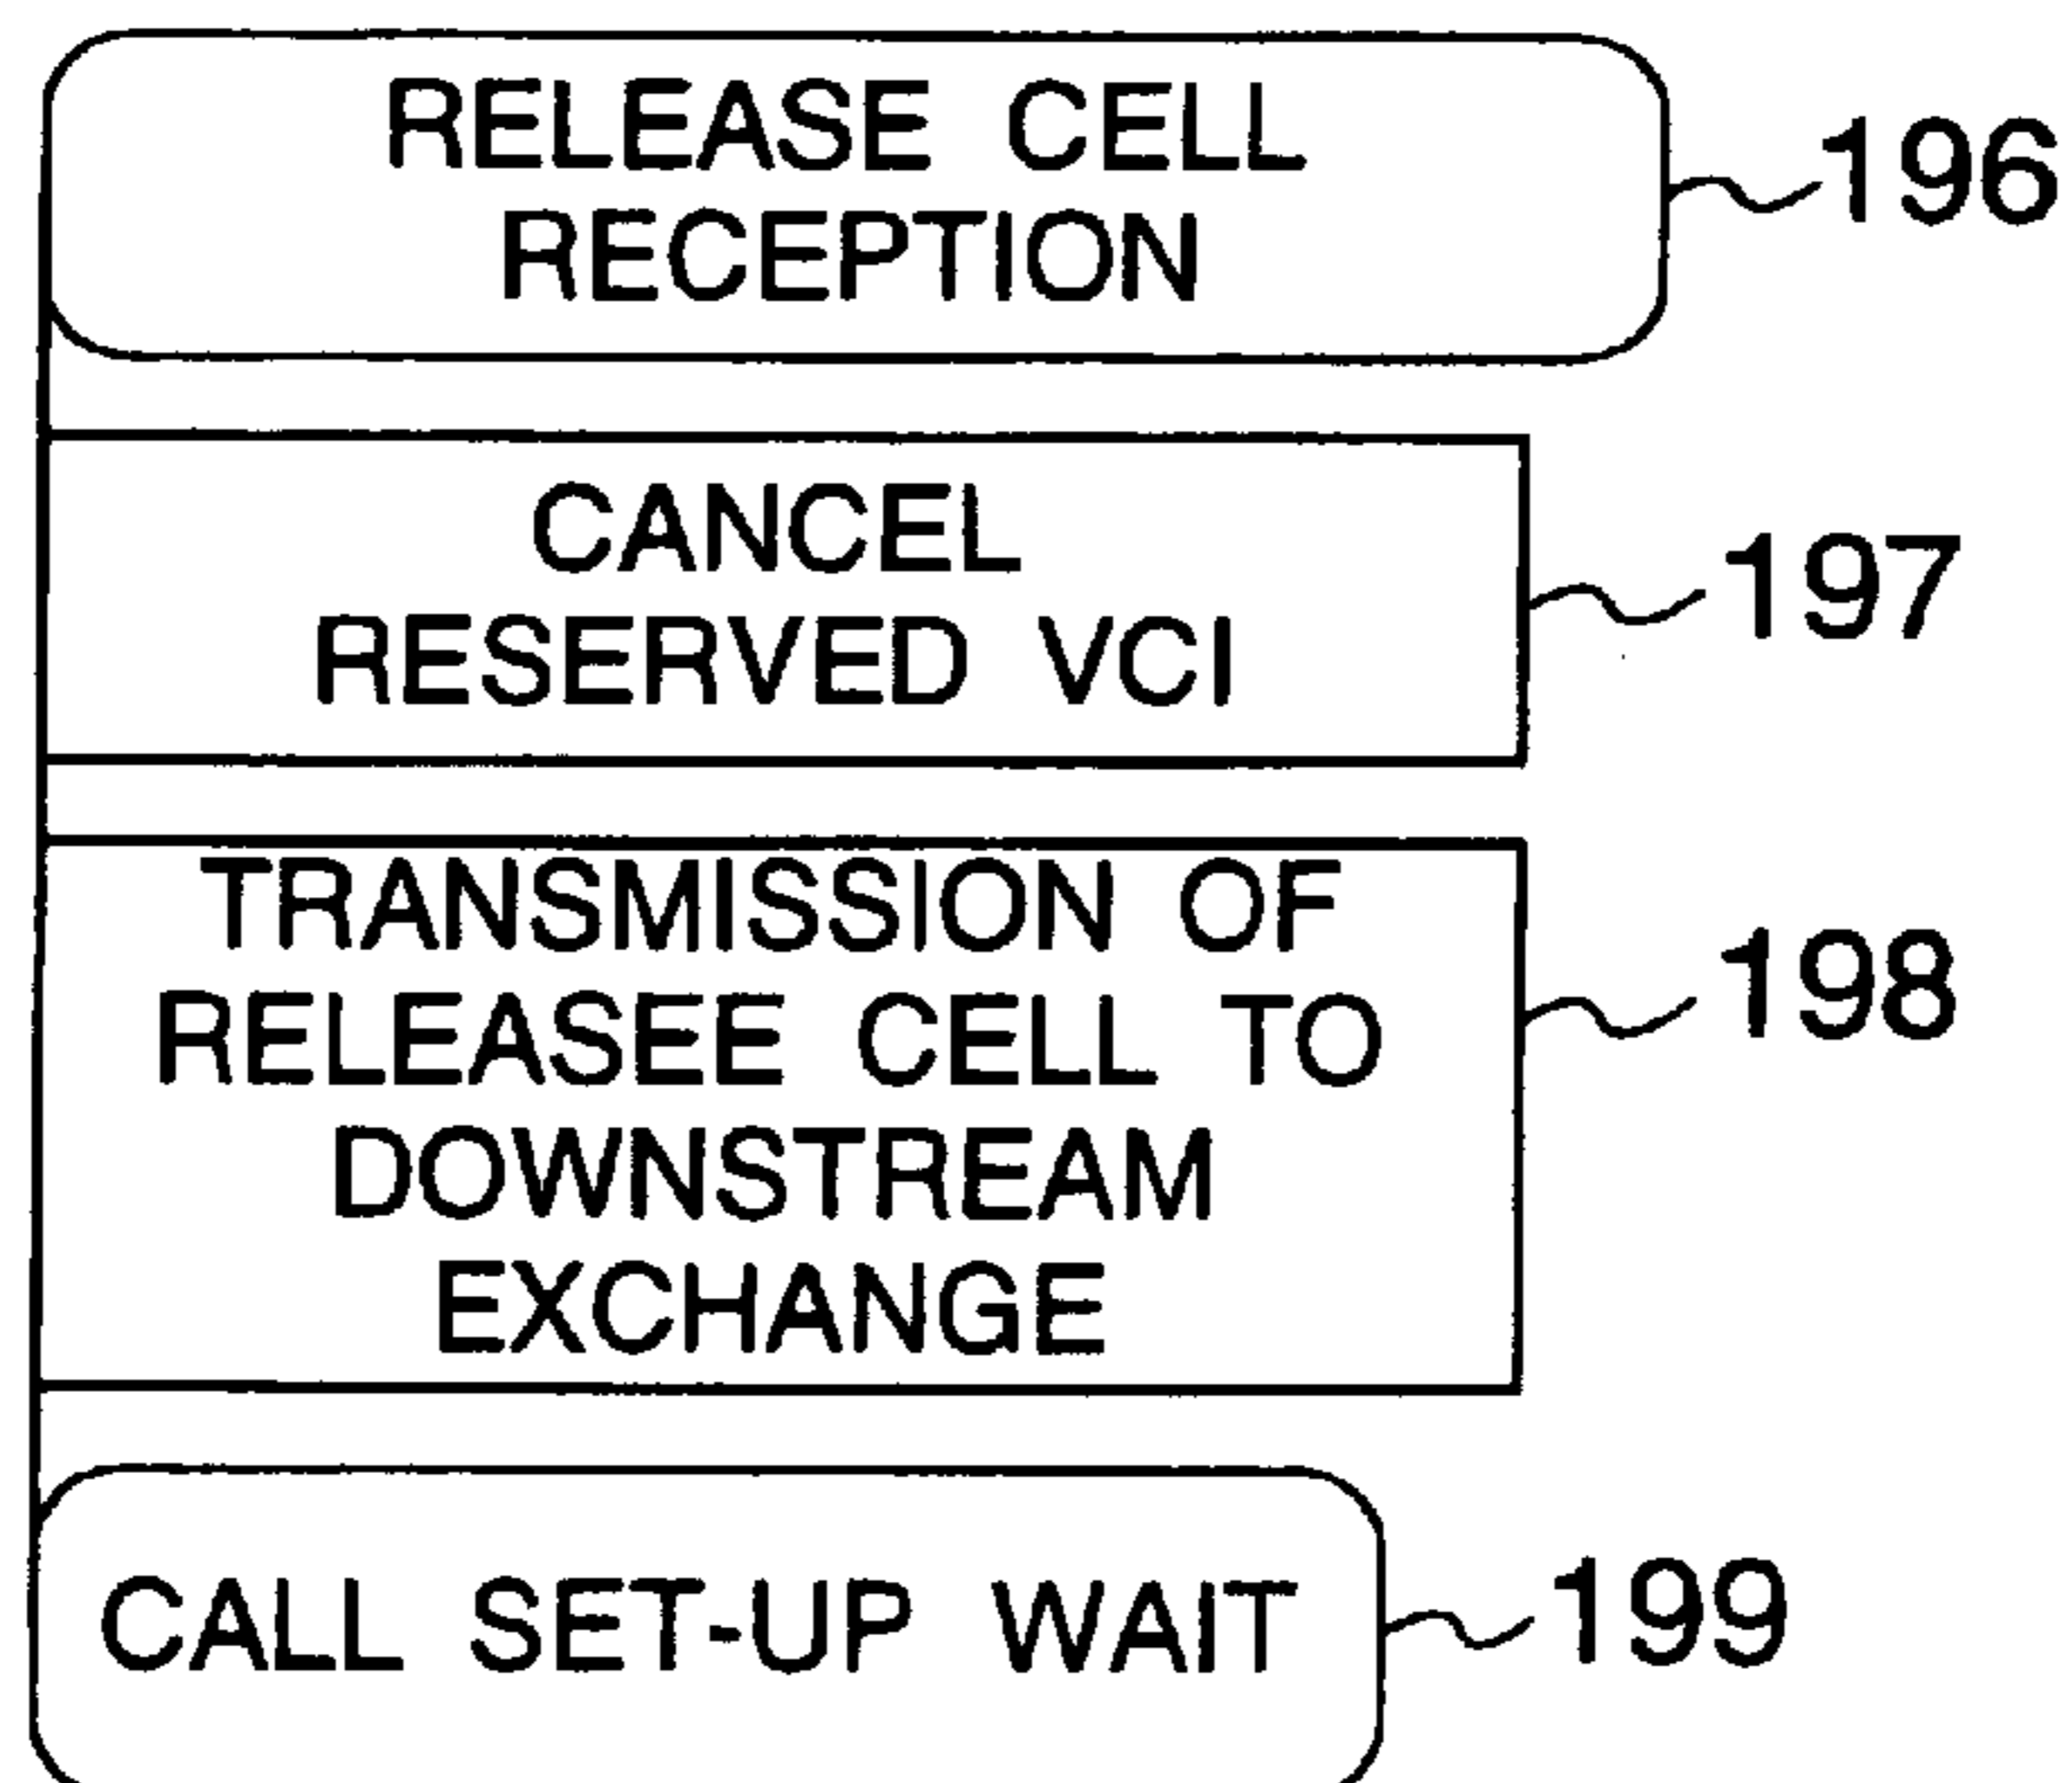 RELEASE CELL
RECEPTION
196
CANCEL
RESERVED VCI
197
TRANSMISSION OF
RELEASEE CELL TO
DOWNSTREAM
EXCHANGE
198
CALL SET-UP WAIT
199